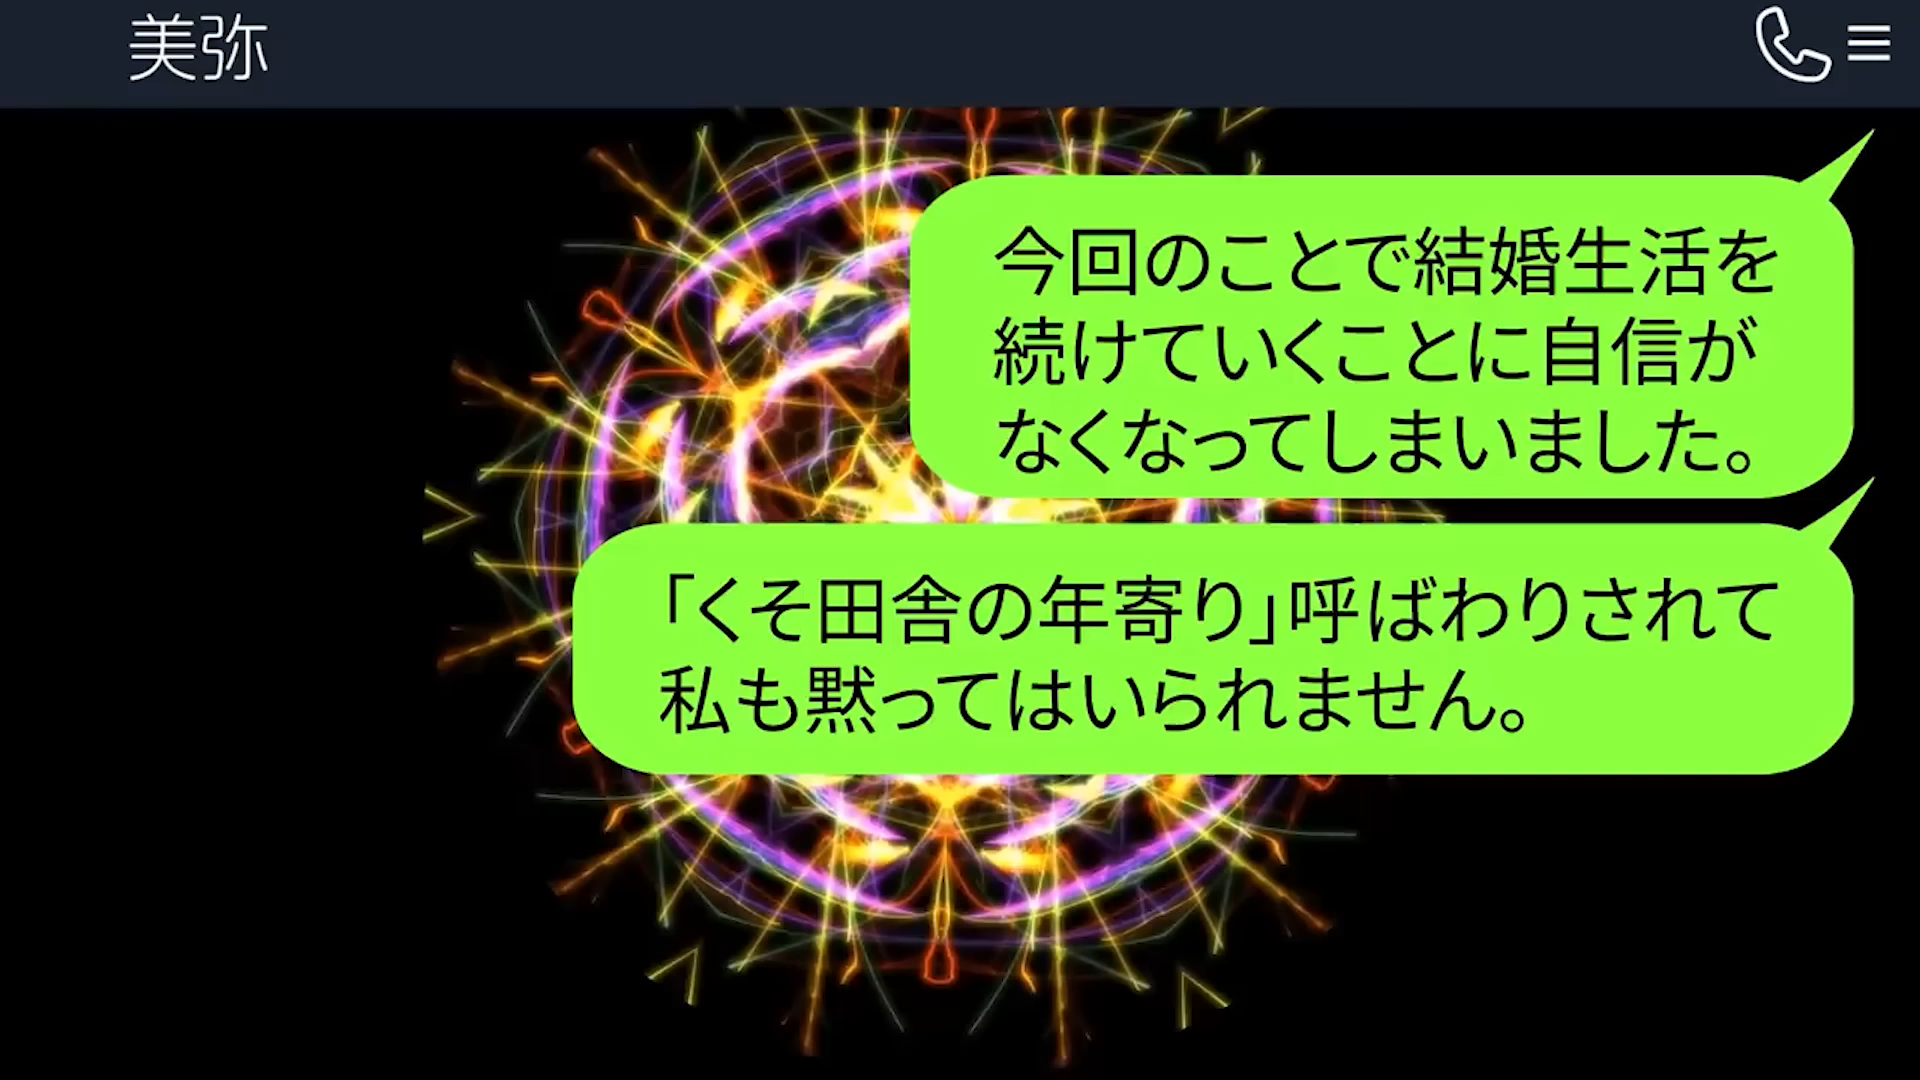 美弥
今回のことで結婚生活を
続けていくことに自信が
なくなってしまいました。
「くそ田舎の年寄り」呼ばわりされて
私も黙ってはいられません。